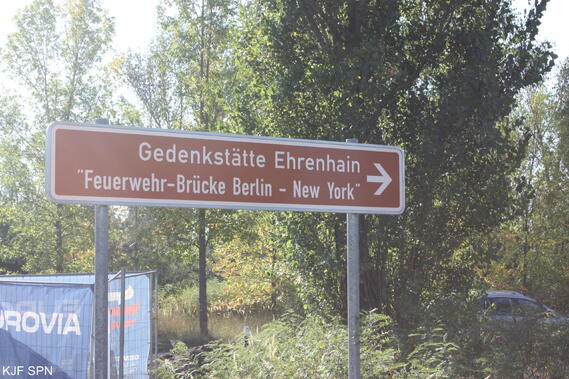 Gedenkstätte Ehrenhain
"Feuerwehr-Brücke Berlin - New York"
OROVIA
KJF SPN